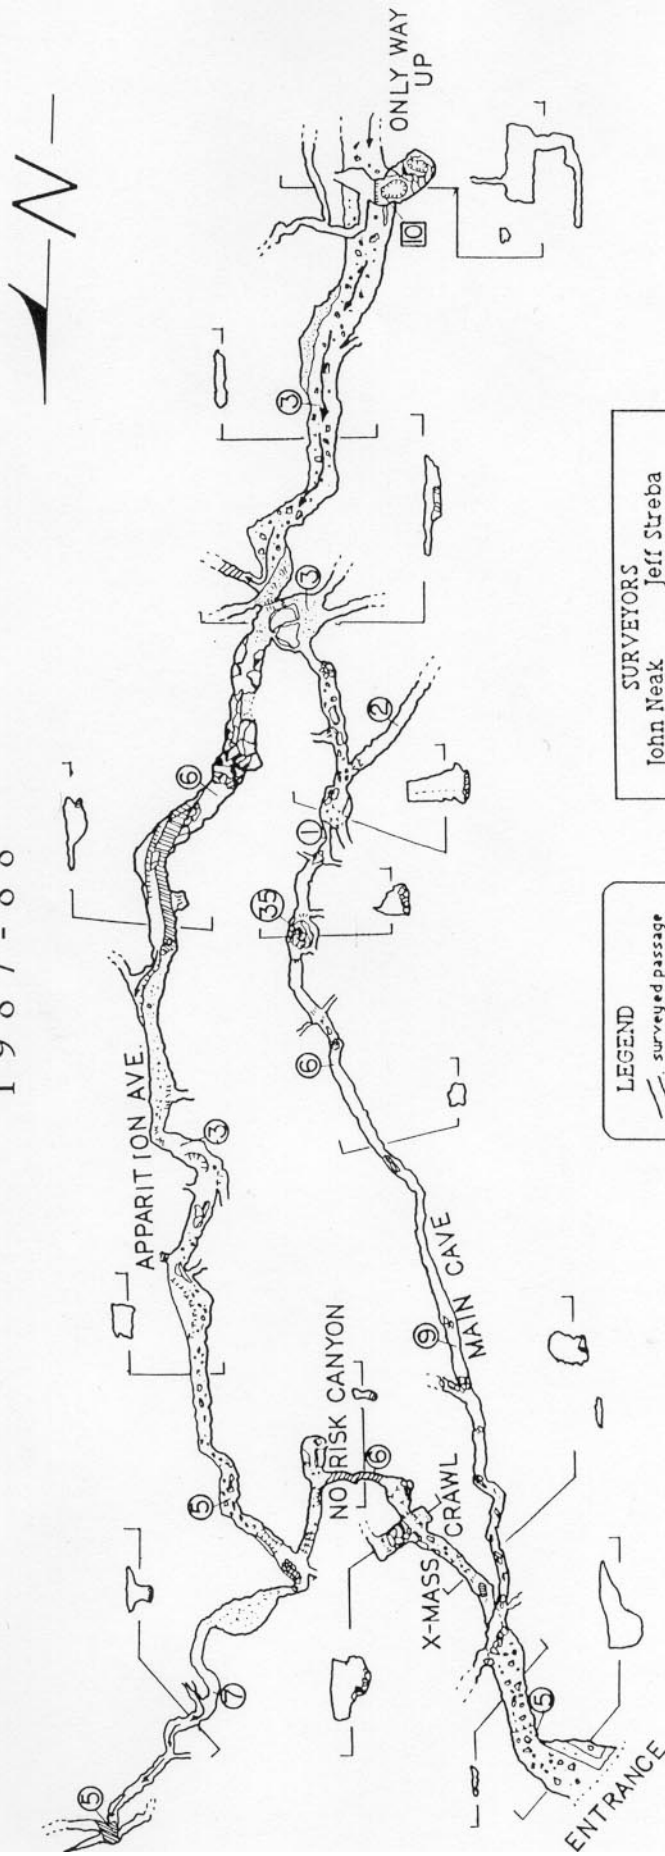 1987-88
N
APPARITION AVE.
ONLY WAY
UP
NO RISK CANYON
X-MASS CRAWL
MAIN CAVE
ENTRANCE
5
7
5
3
6
3
3
10
6
35
1
2
6
9
5
LEGEND
surveyed passage
SURVEYORS
John Neak Jeff Streba